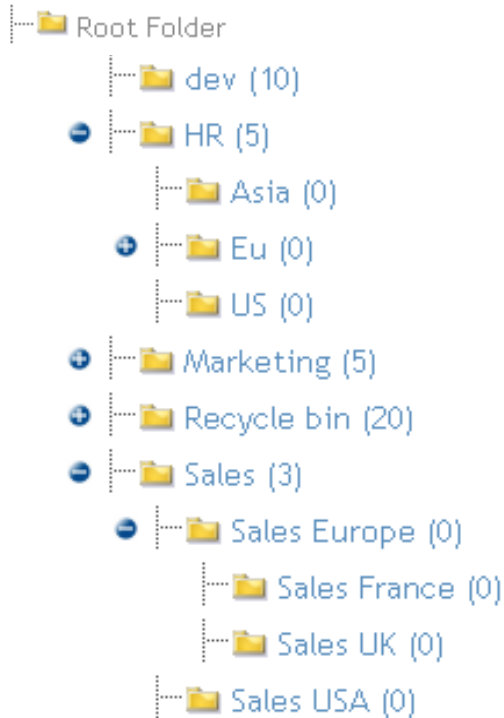 Root Folder
dev (10)
HR (5)
Asia (0)
Eu (0)
US (0)
Marketing (5)
Recycle bin (20)
Sales (3)
Sales Europe (0)
Sales France (0)
Sales UK (0)
Sales USA (0)